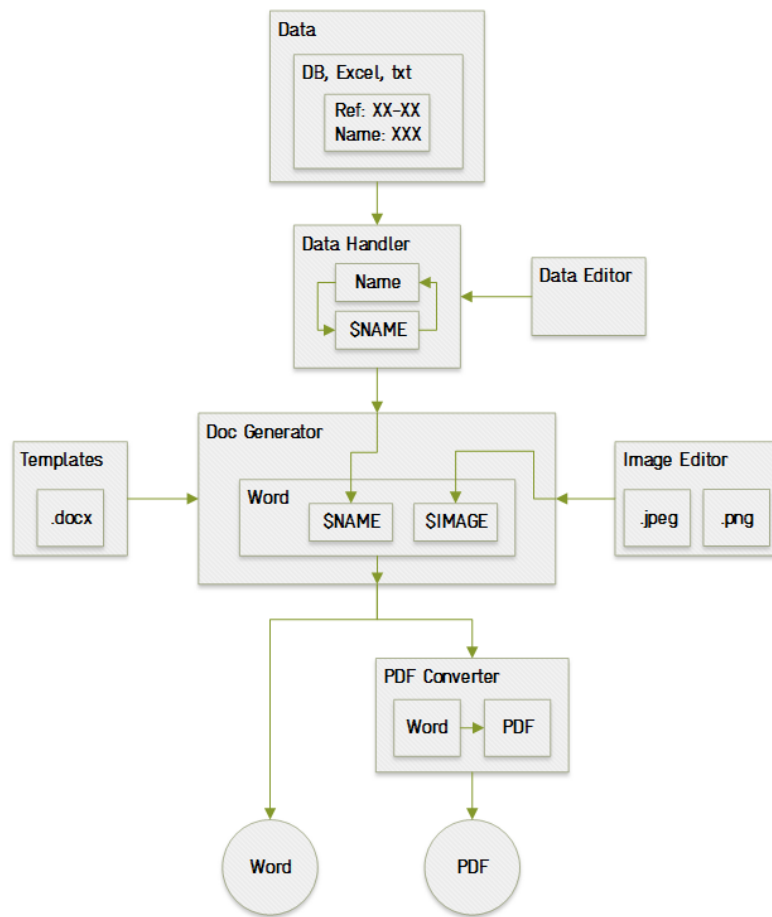 Data
DB, Excel, txt
Ref: XX-XX
Name: XXX
Data Handler
Name
$NAME
Data Editor
Doc Generator
Templates
.docx
Word
$NAME
$IMAGE
Image Editor
.jpeg
.png
PDF Converter
Word
PDF
Word
PDF